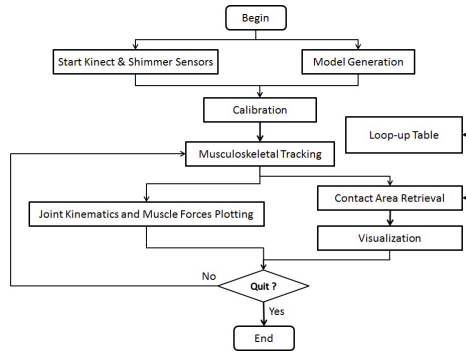 Begin
Start Kinect & Shimmer Sensors
Model Generation
Calibration
Loop-up Table
Musculoskeletal Tracking
Joint Kinematics and Muscle Forces Plotting
Contact Area Retrieval
Visualization
No
Quit ?
Yes
End